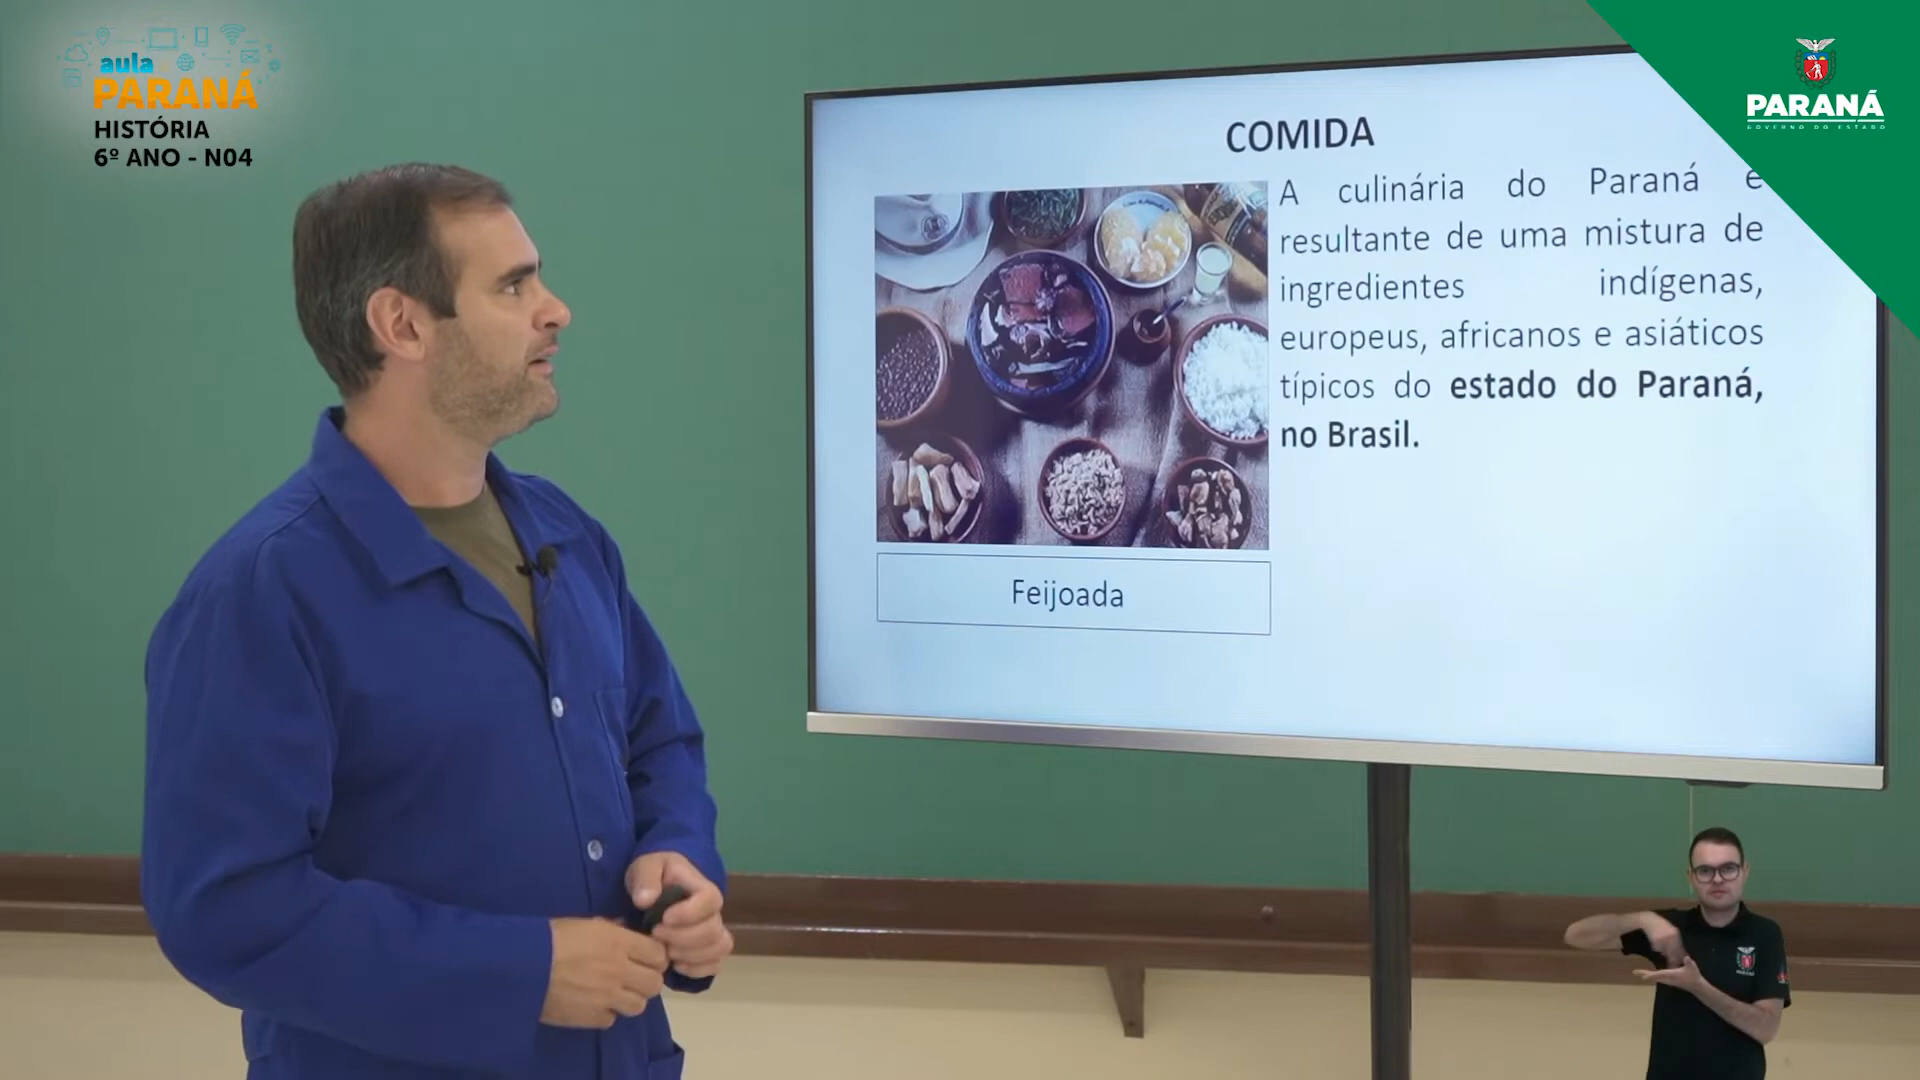 aula
PARANÁ
HISTÓRIA
6º ANO - N04
PARANÁ
GOVERNO DO ESTADO
COMIDA
A culinária do Paraná é
resultante de uma mistura de
ingredientes indígenas,
europeus, africanos e asiáticos
típicos do estado do Paraná,
no Brasil.
Feijoada